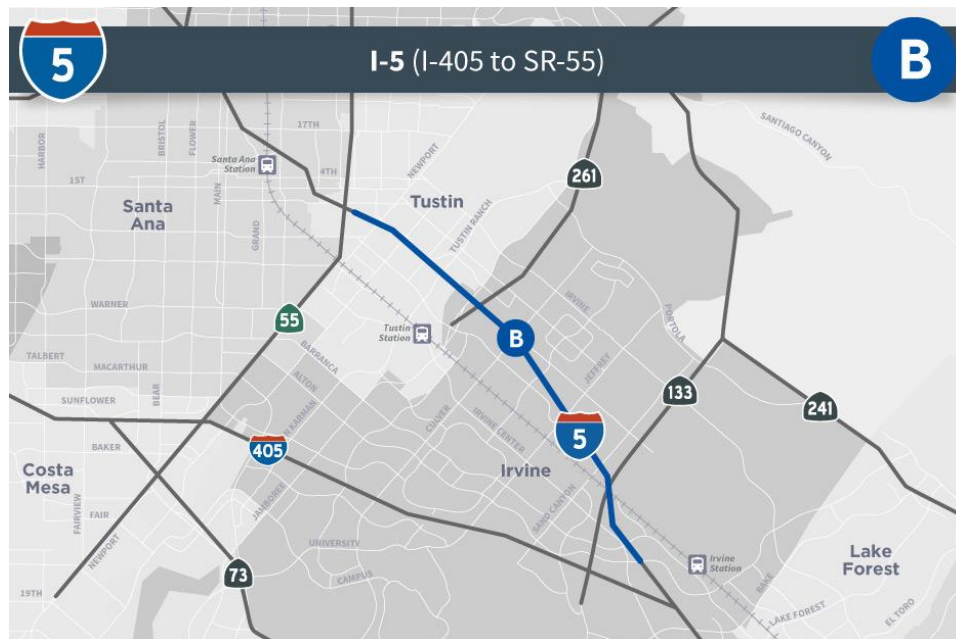 5
I-5 (I-405 to SR-55)
B
HARBOR
BRISTOL
FLOWER
17TH
SANTIAGO CANYON
Santa Ana
Station
4TH
NEWPORT
1ST
MAIN
261
Santa
Ana
Tustin
GRAND
TUSTIN RANCH
WARNER
IRVINE
PORTOLA
55
Tustin
Station
B
TALBERT
BARRANCA
MACARTHUR
JEFFREY
ALTON
SUNFLOWER
BEAR
133
241
CULVER
IRVINE CENTER
N KARMAN
5
BAKER
405
Costa
Mesa
Irvine
JAMBOREE
SAND CANYON
FAIRVIEW
FAIR
NEWPORT
UNIVERSITY
Irvine
Station
Lake
Forest
73
CAMPUS
BAKE
19TH
LAKE FOREST
EL TORO